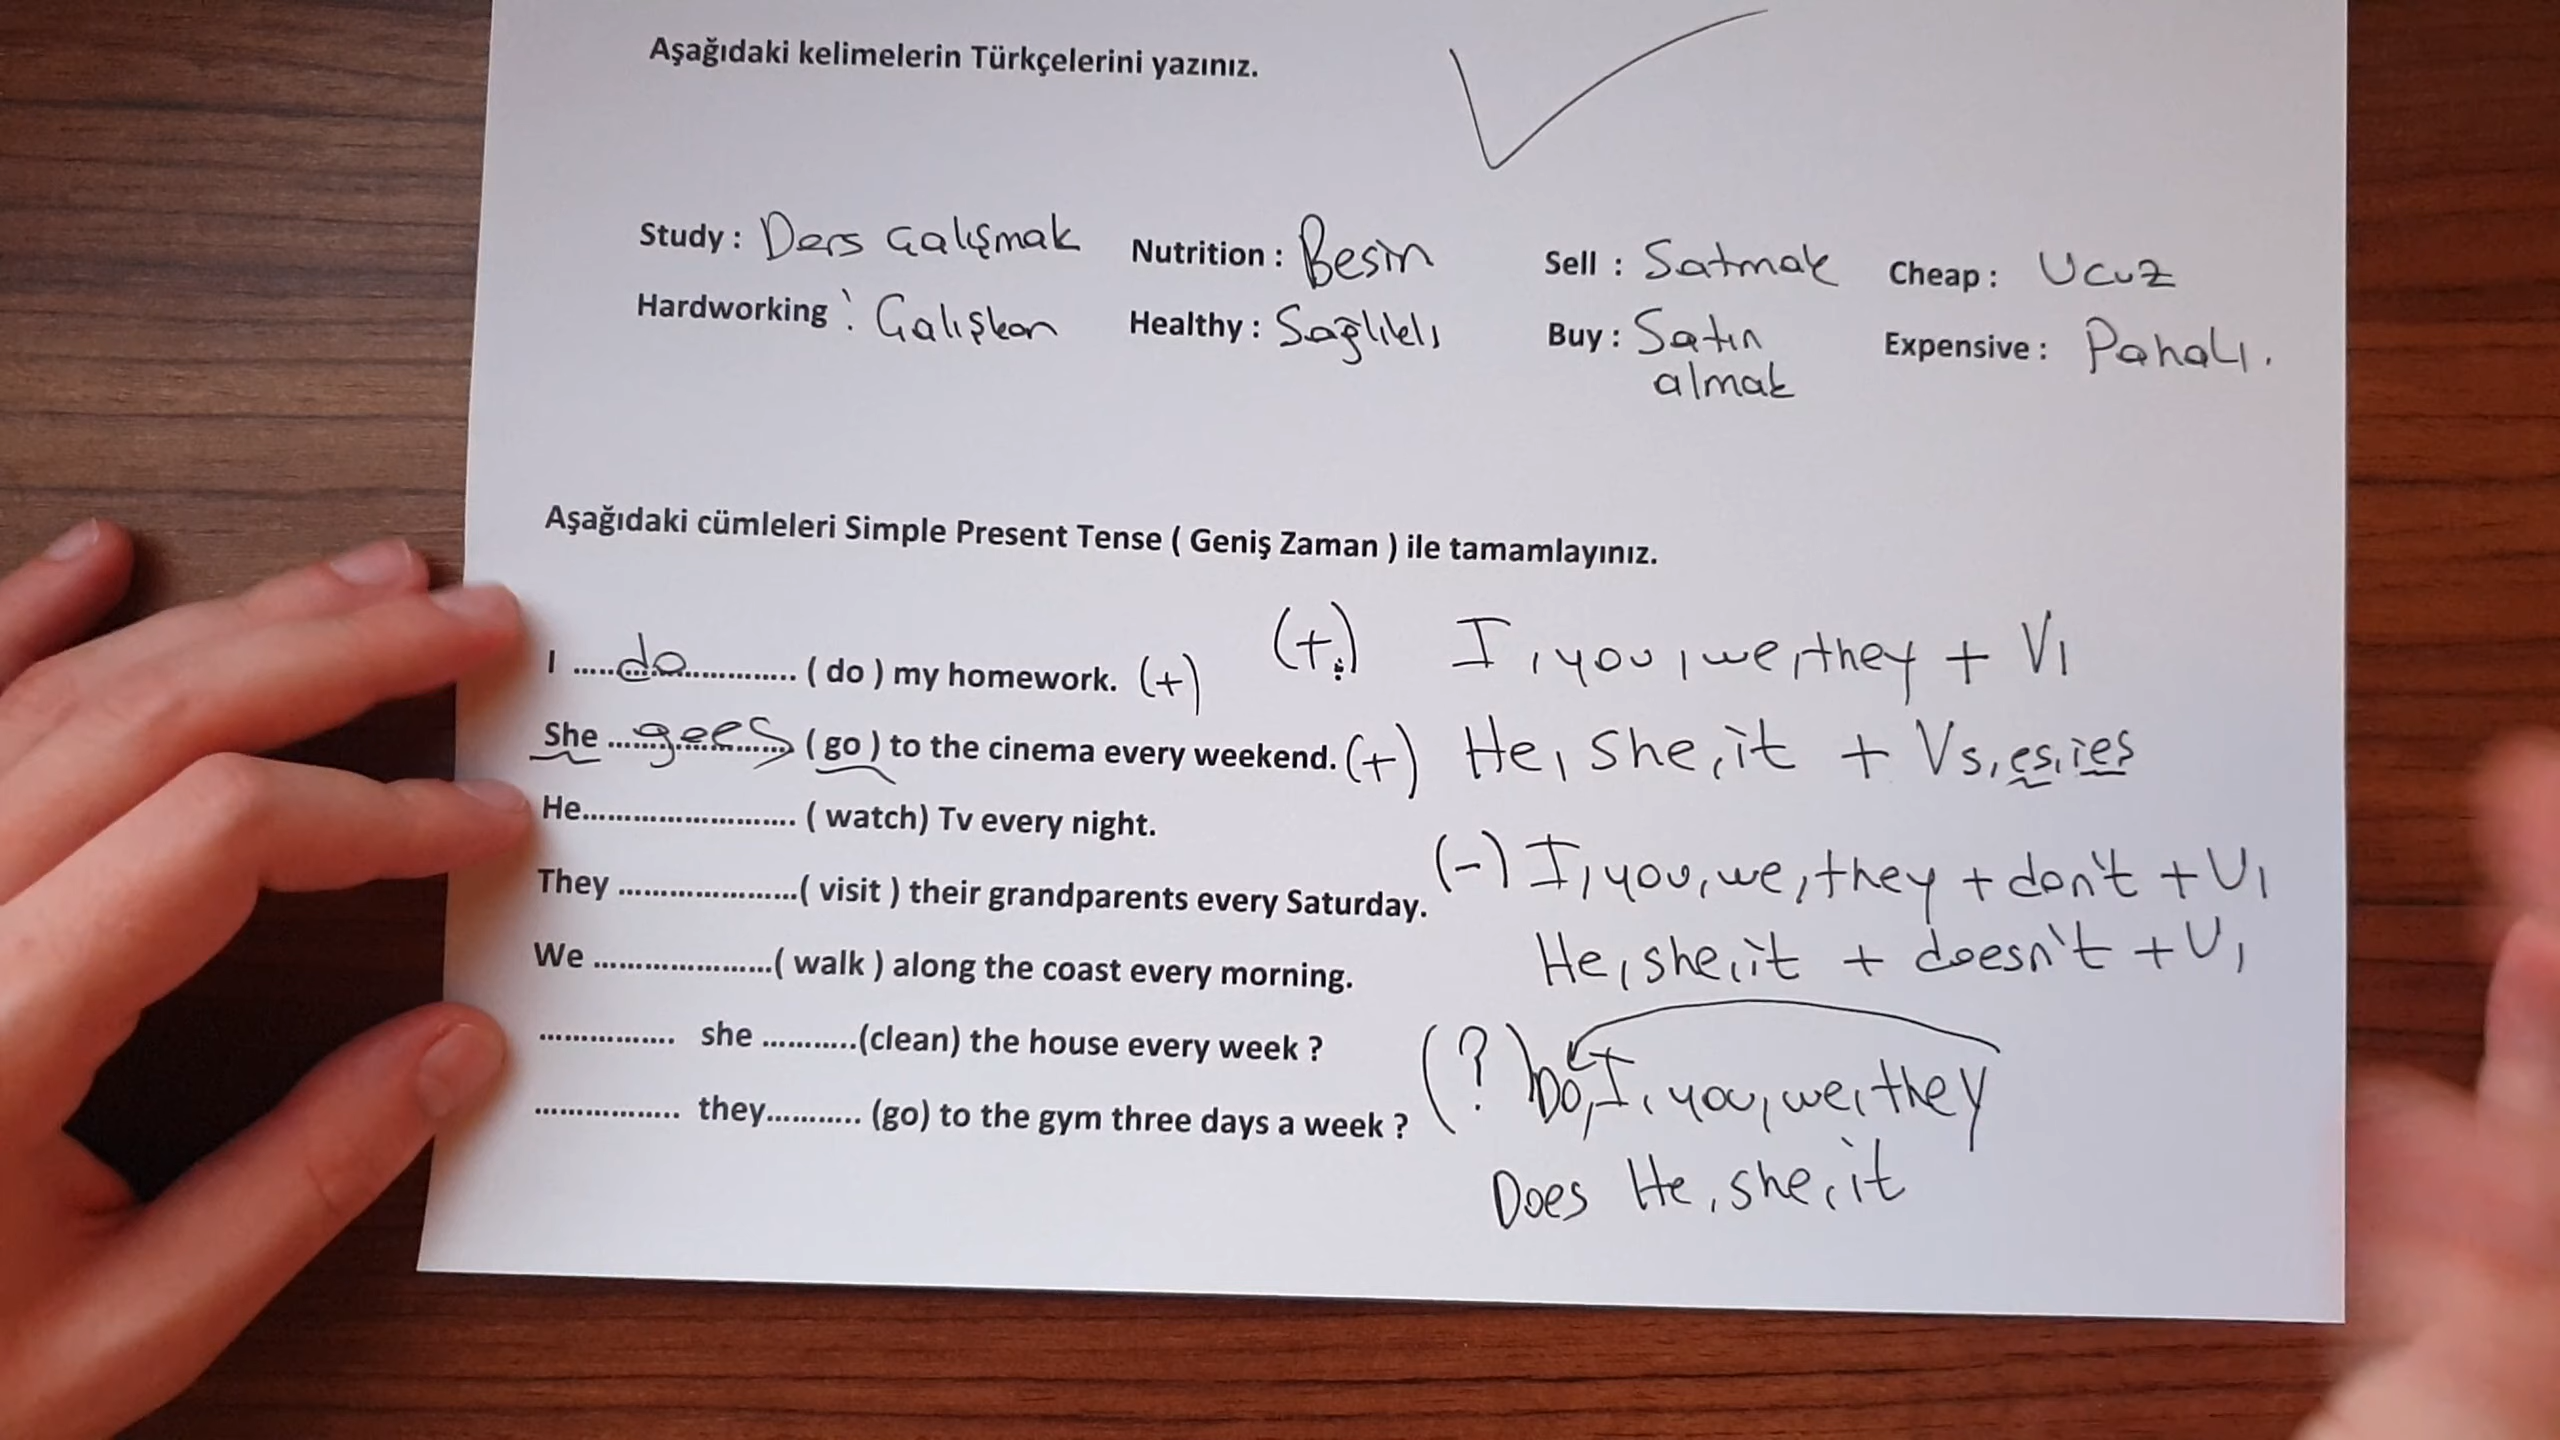 Aşağıdaki kelimelerin Türkçelerini yazınız.
Study : Ders Çalışmak Nutrition : Besin Sell : Satmak Cheap : Ucuz
Hardworking : Çalışkan Healthy : Sağlıklı Buy : Satın almak Expensive : Pahalı.
Aşağıdaki cümleleri Simple Present Tense ( Geniş Zaman ) ile tamamlayınız.
I .....do............. ( do ) my homework. (+) (+) I, you, we, they + V1
She .......goes........ ( go ) to the cinema every weekend. (+) He, She, it + Vs, es, ies
He......................... ( watch) Tv every night.
They .....................( visit ) their grandparents every Saturday. (-) I, you, we, they + don't + V1
We .....................( walk ) along the coast every morning. He, she, it + doesn't + V1
................ she ...........(clean) the house every week ? (?) Do, I, you, we, they
................. they........... (go) to the gym three days a week ?
Does He, she, it